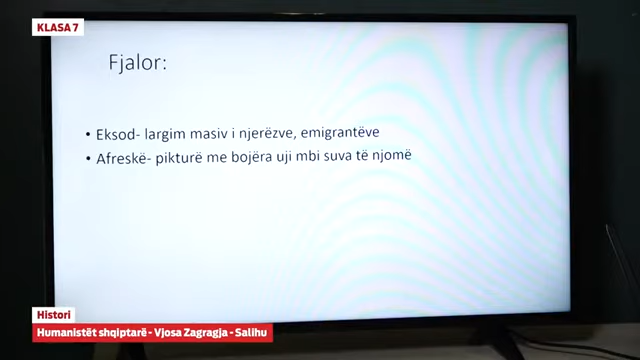 KLASA 7
Fjalor:
• Eksod- largim masiv i njerëzve, emigrantëve
• Afreskë- pikturë me bojëra uji mbi suva të njomë
Histori
Humanistët shqiptarë - Vjosa Zagragja - Salihu